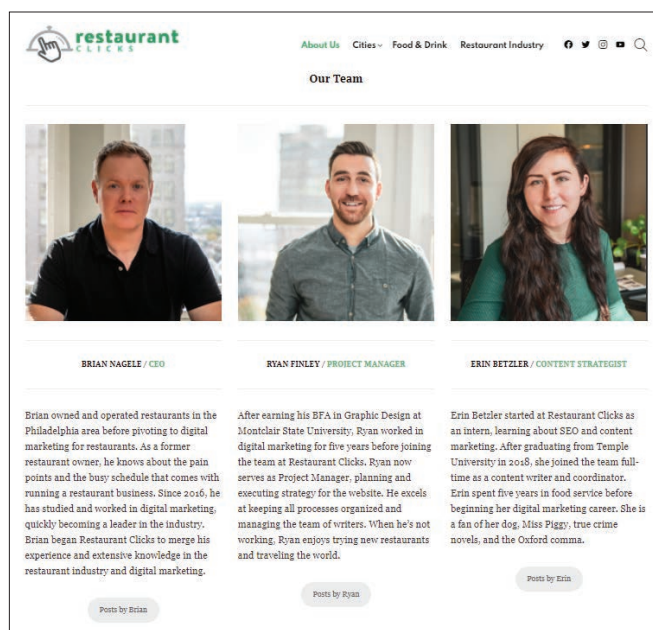 restaurant
CLICKS
About Us Cities Food & Drink Restaurant Industry
Our Team
BRIAN NAGELE / CEO
Brian owned and operated restaurants in the
Philadelphia area before pivoting to digital
marketing for restaurants. As a former
restaurant owner, he knows about the pain
points and the busy schedule that comes with
running a restaurant business. Since 2016, he
has studied and worked in digital marketing,
quickly becoming a leader in the industry.
Brian began Restaurant Clicks to merge his
experience and extensive knowledge in the
restaurant industry and digital marketing.
Posts by Brian
RYAN FINLEY / PROJECT MANAGER
After earning his BFA in Graphic Design at
Montclair State University, Ryan worked in
digital marketing for five years before joining
the team at Restaurant Clicks. Ryan now
serves as Project Manager, planning and
executing strategy for the website. He excels
at keeping all processes organized and
managing the team of writers. When he's not
working, Ryan enjoys trying new restaurants
and traveling the world.
Posts by Ryan
ERIN BETZLER / CONTENT STRATEGIST
Erin Betzler started at Restaurant Clicks as
an intern, learning about SEO and content
marketing. After graduating from Temple
University in 2018, she joined the team full-
time as a content writer and coordinator.
Erin spent five years in food service before
beginning her digital marketing career. She is
a fan of her dog, Miss Piggy, true crime
novels, and the Oxford comma.
Posts by Erin